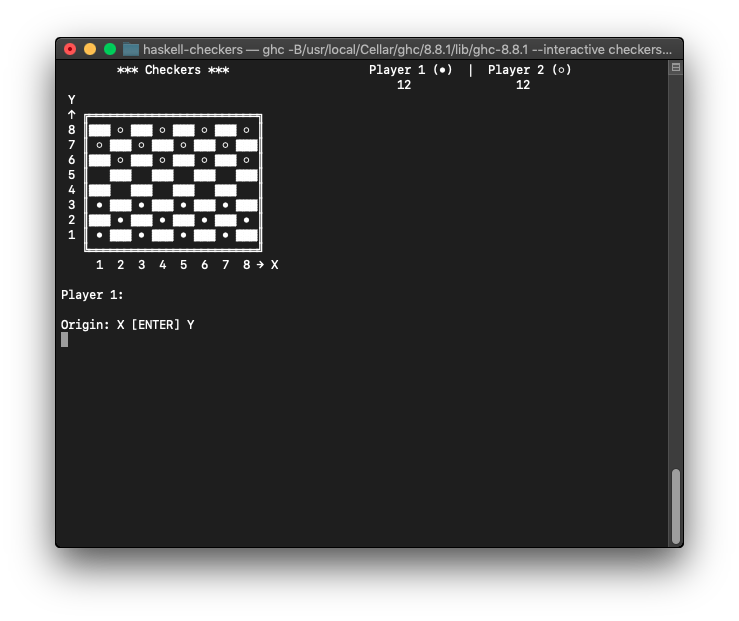 haskell-checkers — ghc -B/usr/local/Cellar/ghc/8.8.1/lib/ghc-8.8.1 --interactive checkers...
*** Checkers *** Player 1 (●) | Player 2 (○)
12 12
Y
↑
8
7
6
5
4
3
2
1
1 2 3 4 5 6 7 8 → X
Player 1:
Origin: X [ENTER] Y